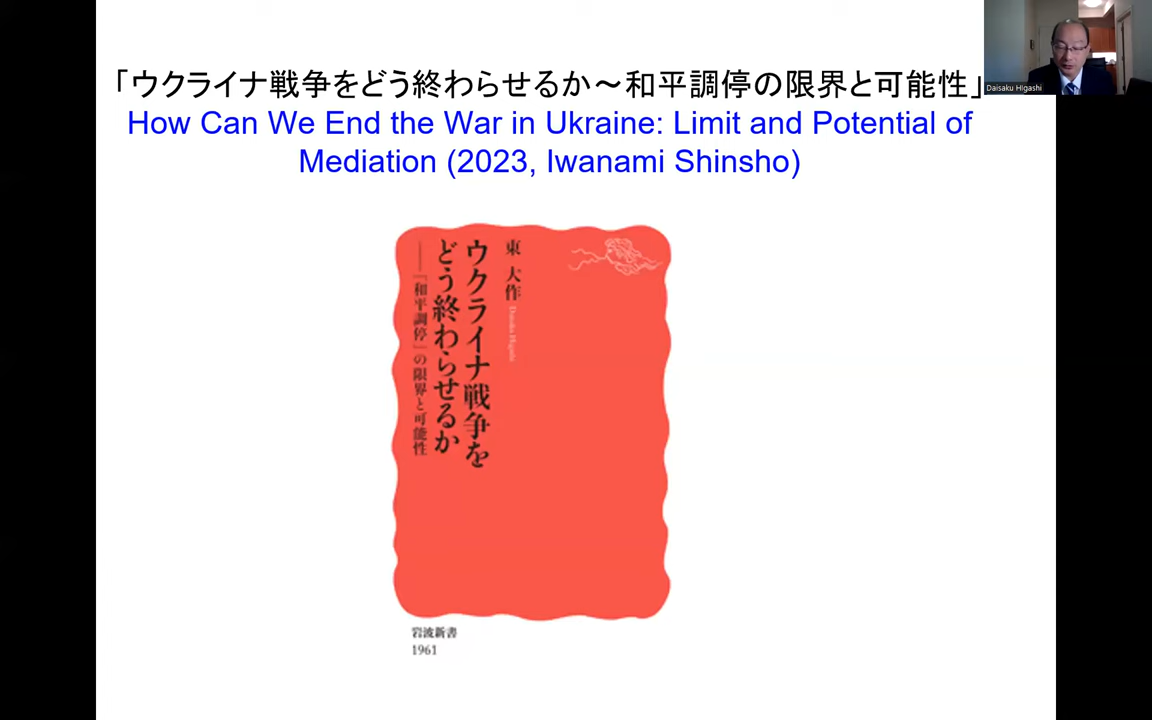 「ウクライナ戦争をどう終わらせるか～和平調停の限界と可能性」
How Can We End the War in Ukraine: Limit and Potential of
Mediation (2023, Iwanami Shinsho)
Daisaku Higashi
東 大作
Daisaku Higashi
ウクライナ戦争を
どう終わらせるか
──「和平調停」の限界と可能性
岩波新書
1961